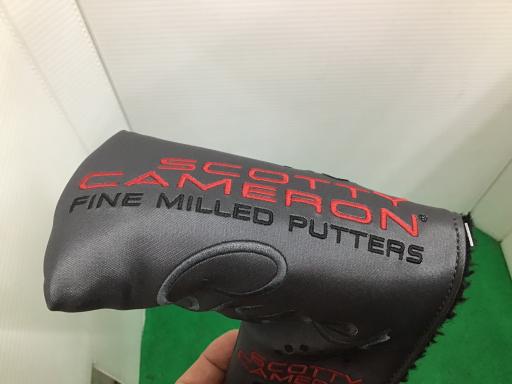 SCOTTY
CAMERON®
FINE MILLED PUTTERS
SCOTTY
CAMERON